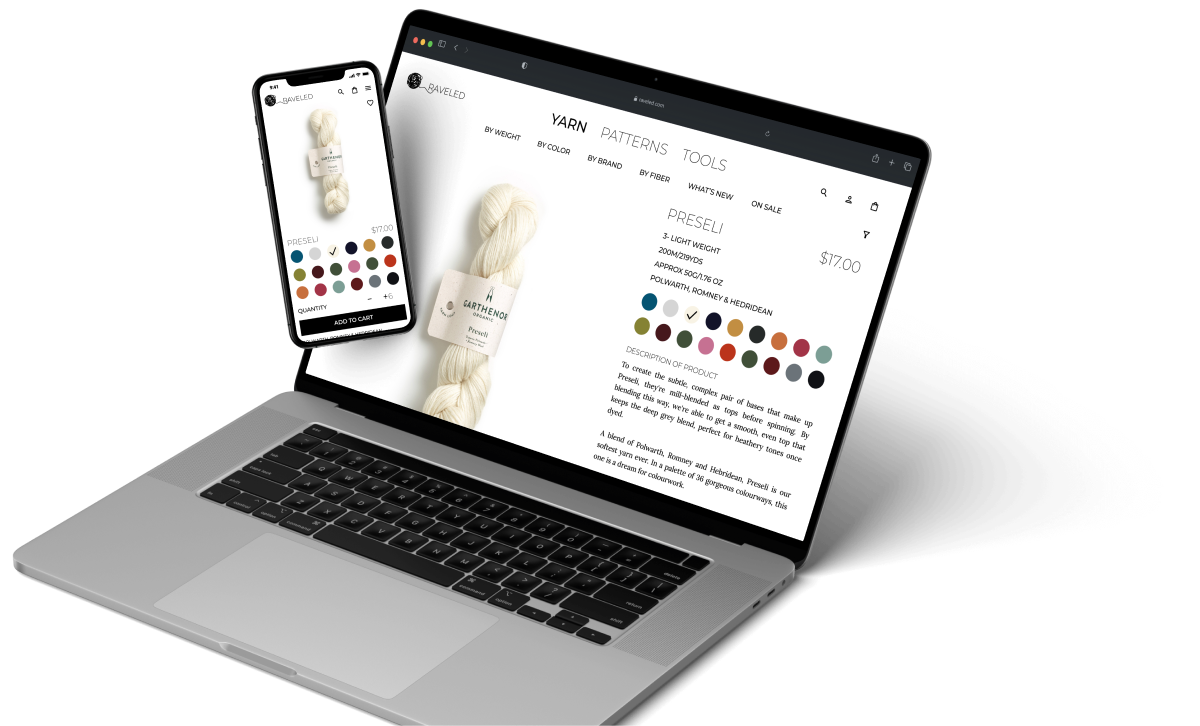 9:41
RAVELED
GARTHENOR
Preseli
PRESELI
$17.00
QUANTITY
- +6
ADD TO CART
raveled.com
RAVELED
YARN PATTERNS TOOLS
BY WEIGHT BY COLOR BY BRAND BY FIBER WHAT'S NEW ON SALE
GARTHENOR
ORGANIC
Preseli
PRESELI
$17.00
3- LIGHT WEIGHT
200M/219YDS
APPROX 50G/1.76 OZ
POLWARTH, ROMNEY & HEDRIDEAN
DESCRIPTION OF PRODUCT
To create the subtle, complex pair of bases that make up
Preseli, they're mill-blended as tops before spinning. By
blending this way, we're able to get a smooth, even top that
keeps the deep grey blend, perfect for heathery tones once
dyed.
A blend of Polwarth, Romney and Hebridean, Preseli is our
softest yarn ever. In a palette of 36 gorgeous colourways, this
one is a dream for colourwork.
delete
return
shift
command
option